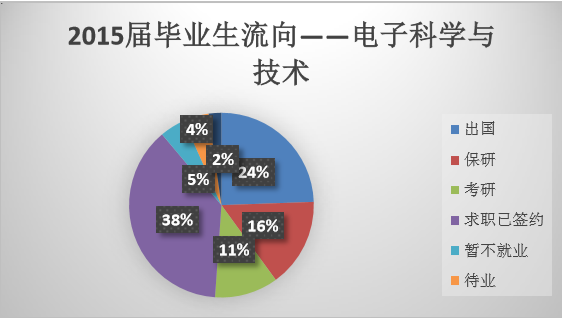 2015届毕业生流向——电子科学与
技术
4%
2%
24%
5%
38%
16%
11%
出国
保研
考研
求职已签约
暂不就业
待业